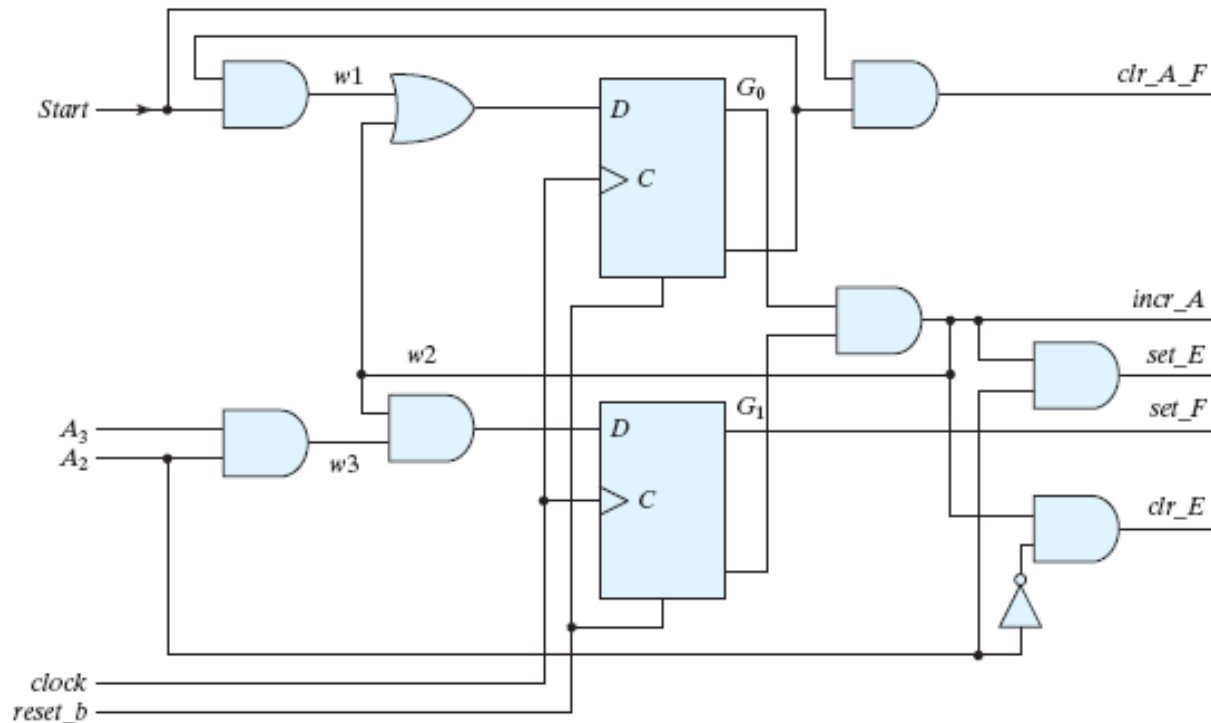 w1
clr_A_F
Start
D
G₀
C
incr_A
w2
set_E
G₁
set_F
D
A₃
A₂
w3
C
clr_E
clock
reset_b